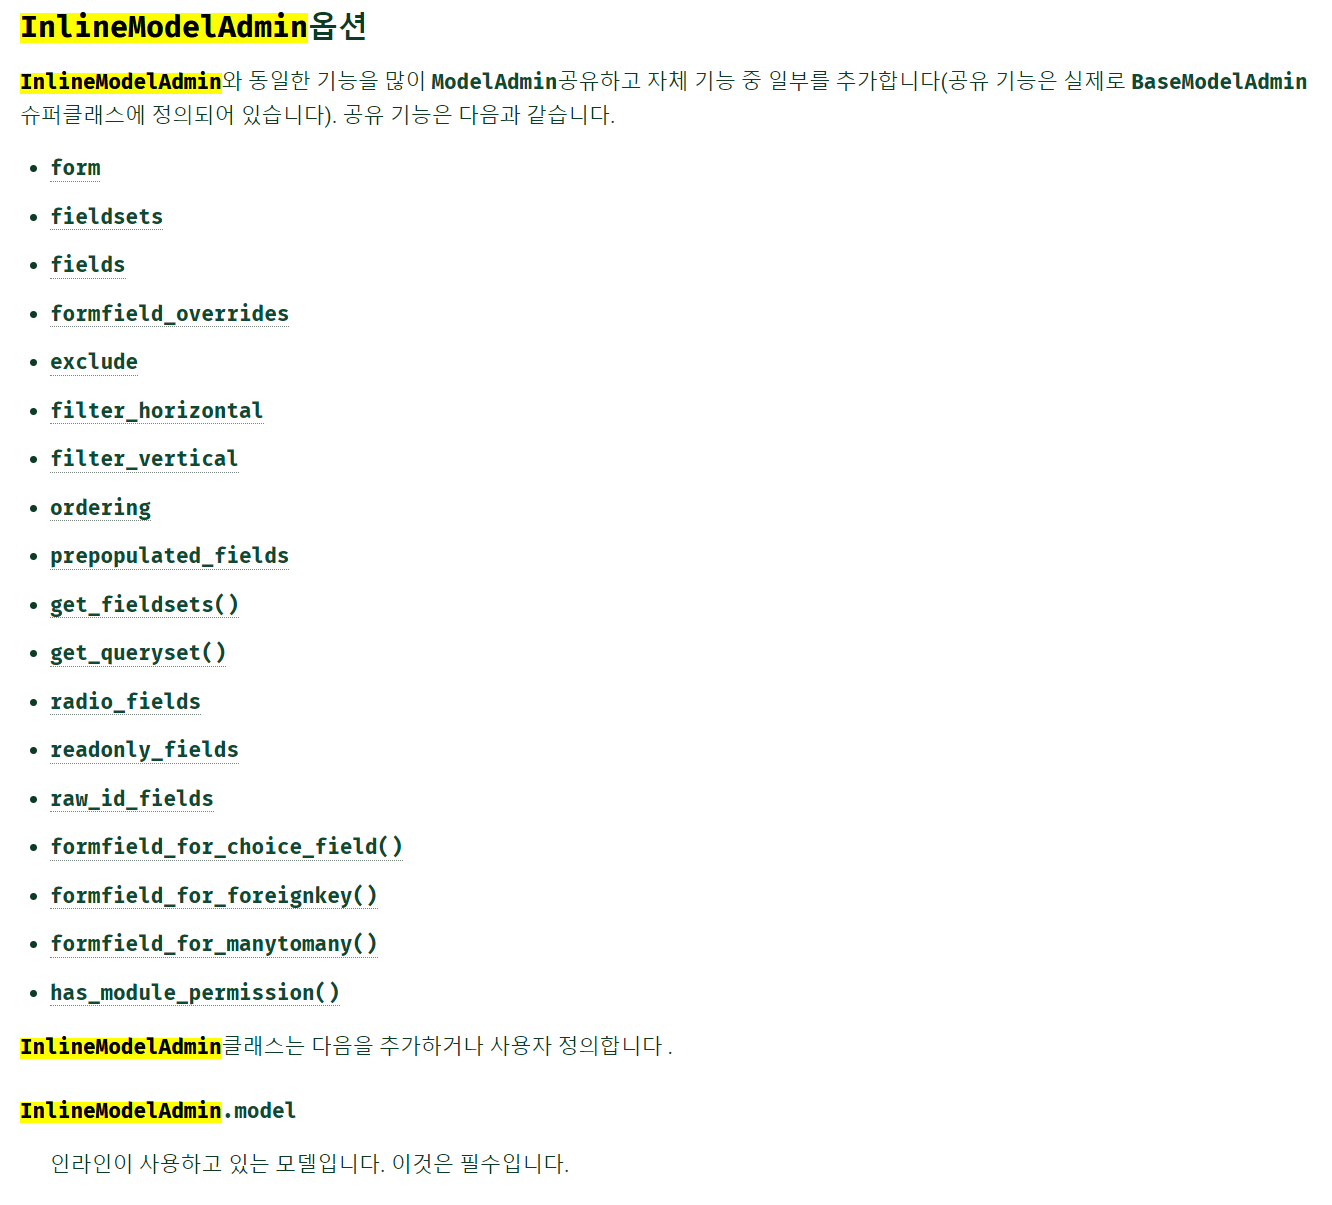 InlineModelAdmin옵션
InlineModelAdmin와 동일한 기능을 많이 ModelAdmin공유하고 자체 기능 중 일부를 추가합니다(공유 기능은 실제로 BaseModelAdmin
슈퍼클래스에 정의되어 있습니다). 공유 기능은 다음과 같습니다.
• form
• fieldsets
• fields
• formfield_overrides
• exclude
• filter_horizontal
• filter_vertical
• ordering
• prepopulated_fields
• get_fieldsets()
• get_queryset()
• radio_fields
• readonly_fields
• raw_id_fields
• formfield_for_choice_field()
• formfield_for_foreignkey()
• formfield_for_manytomany()
• has_module_permission()
InlineModelAdmin클래스는 다음을 추가하거나 사용자 정의합니다 .
InlineModelAdmin.model
인라인이 사용하고 있는 모델입니다. 이것은 필수입니다.